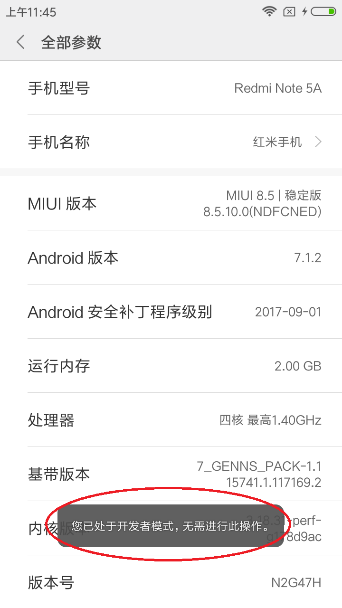 上午11:45
全部参数
手机型号 Redmi Note 5A
手机名称 红米手机
MIUI 版本 MIUI 8.5 | 稳定版
8.5.10.0(NDFCNED)
Android 版本 7.1.2
Android 安全补丁程序级别 2017-09-01
运行内存 2.00 GB
处理器 四核 最高1.40GHz
基带版本 7_GENNS_PACK-1.1
15741.1.117169.2
您已处于开发者模式，无需进行此操作。
内核版本 -perf-
8d9ac
版本号 N2G47H